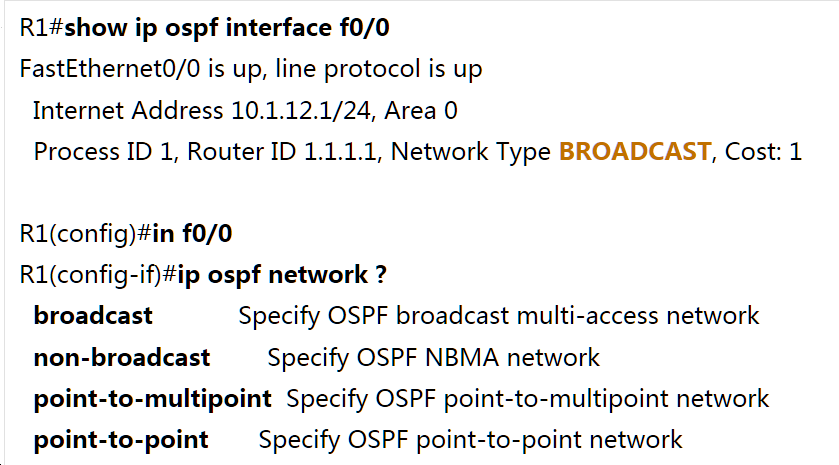 R1#show ip ospf interface f0/0
FastEthernet0/0 is up, line protocol is up
Internet Address 10.1.12.1/24, Area 0
Process ID 1, Router ID 1.1.1.1, Network Type BROADCAST, Cost: 1
R1(config)#in f0/0
R1(config-if)#ip ospf network ?
broadcast Specify OSPF broadcast multi-access network
non-broadcast Specify OSPF NBMA network
point-to-multipoint Specify OSPF point-to-multipoint network
point-to-point Specify OSPF point-to-point network